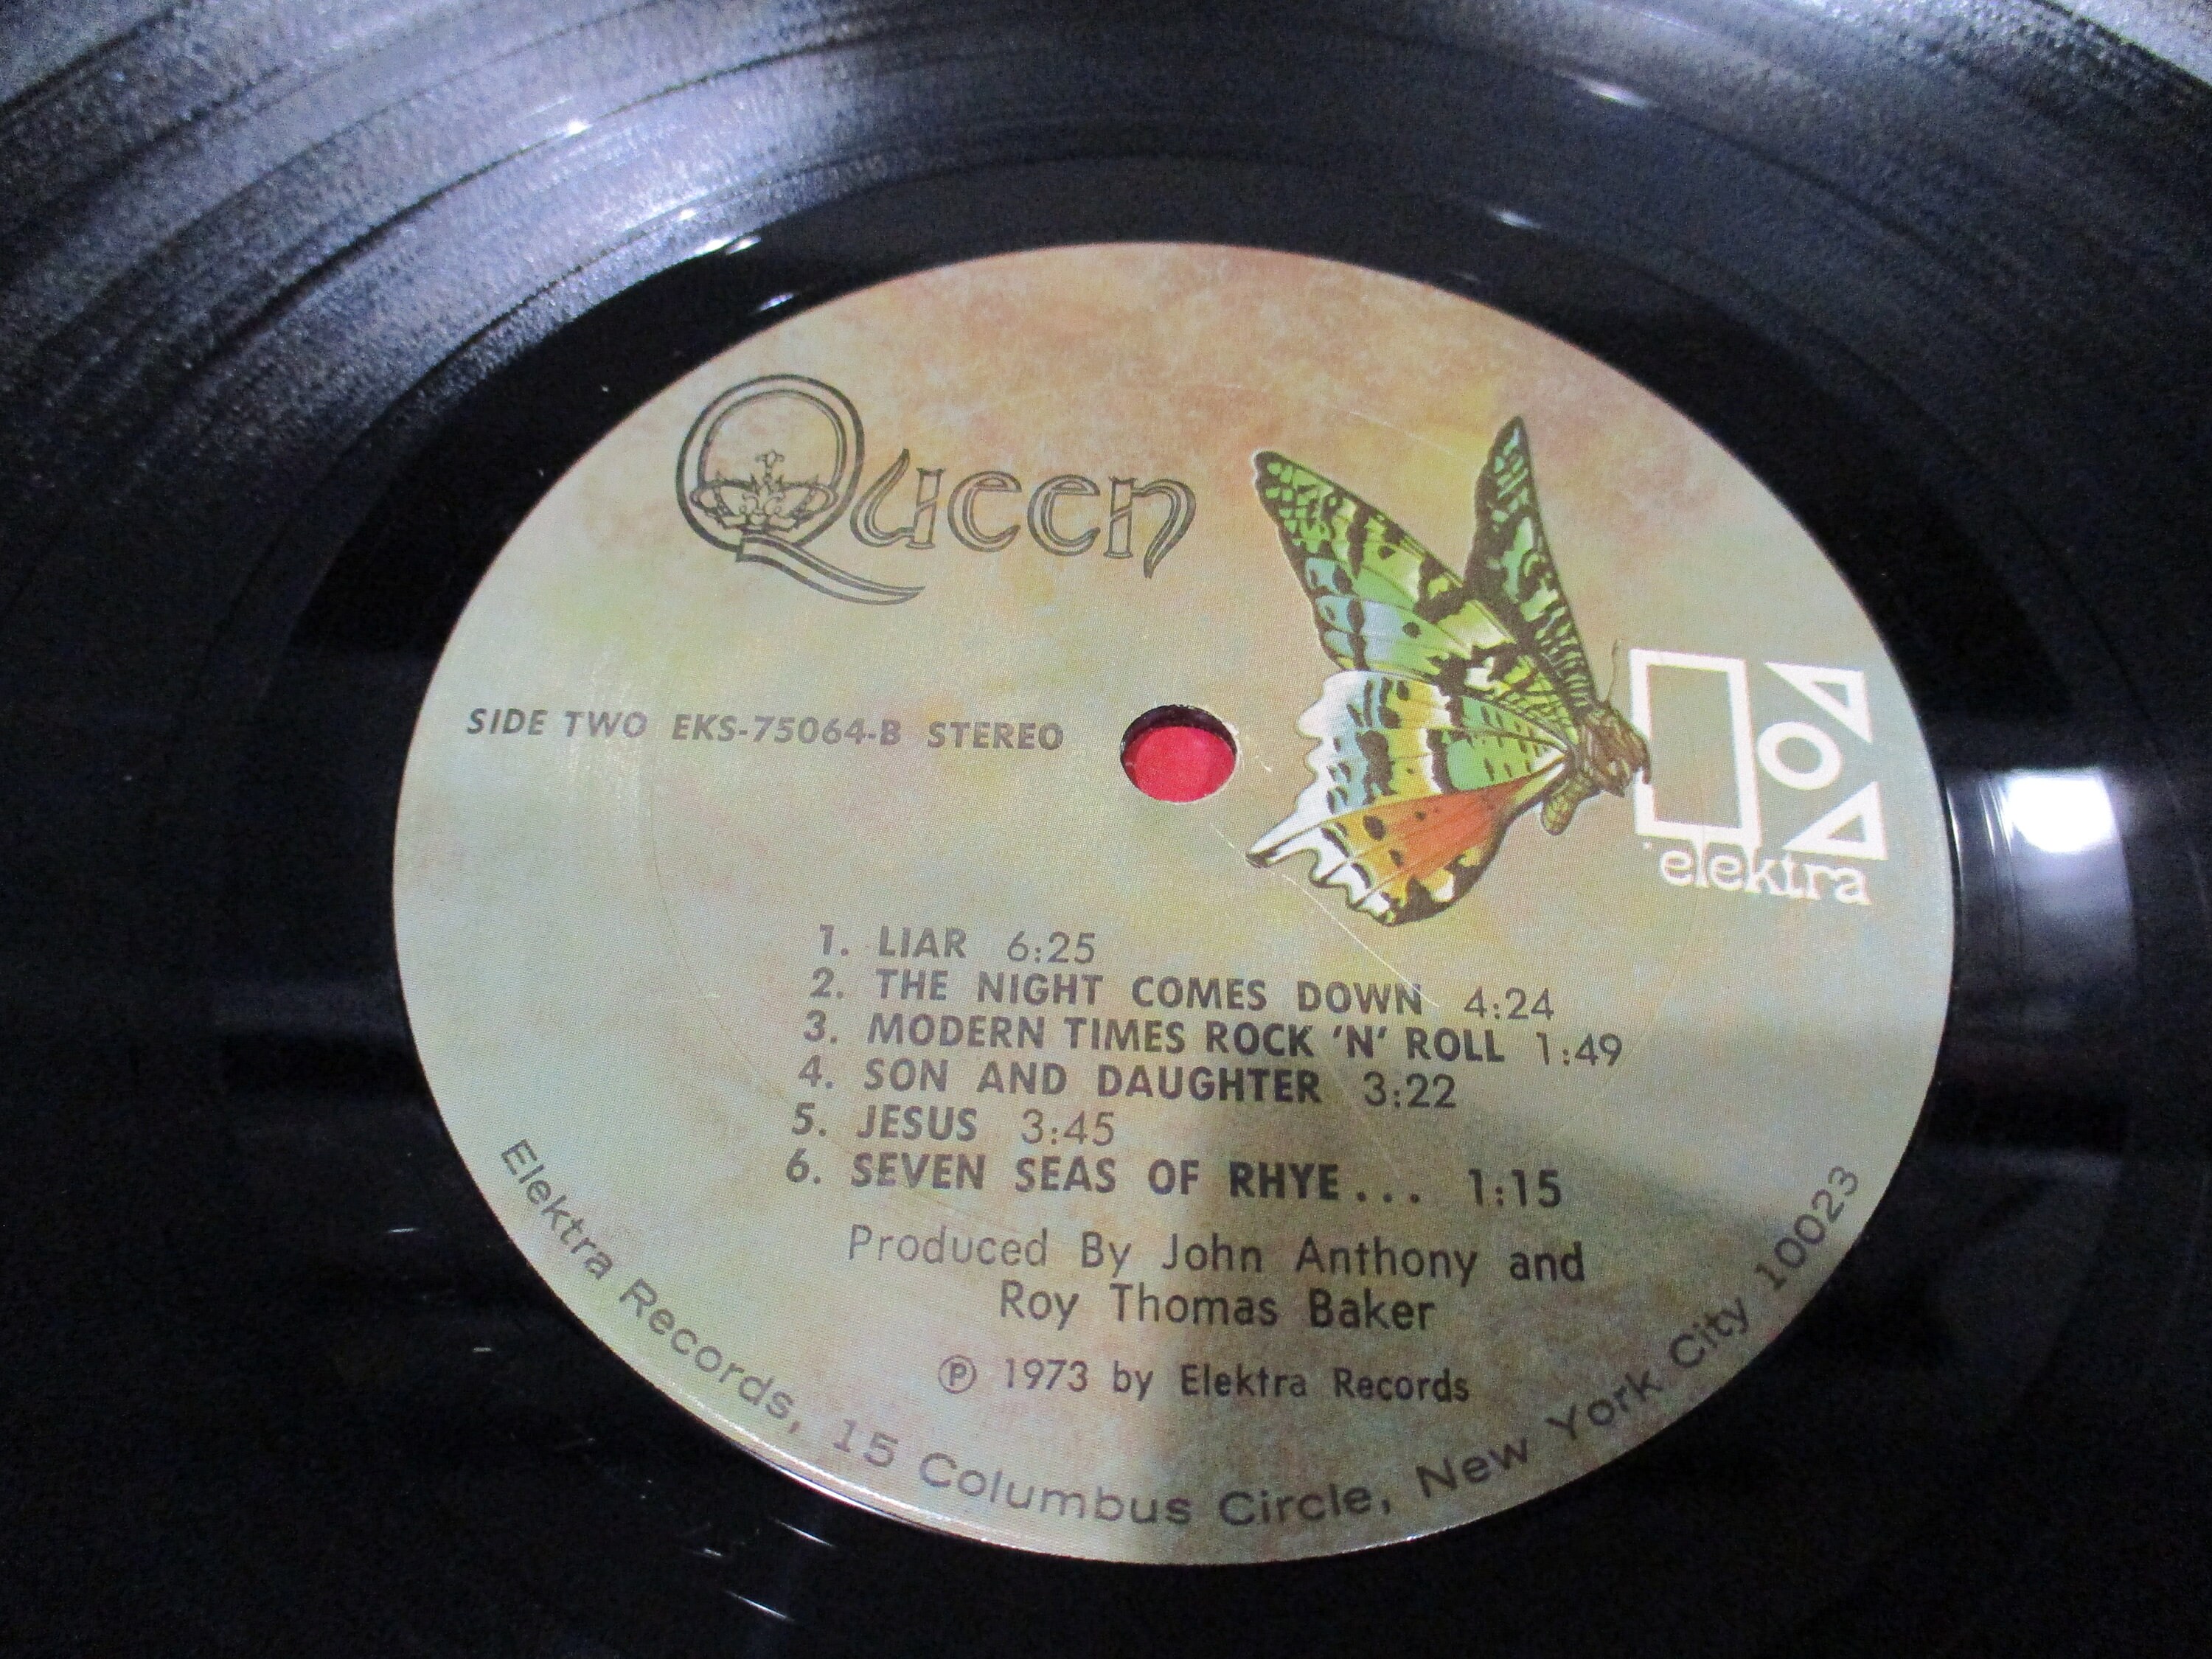 Queen
SIDE TWO EKS-75064-B STEREO
elektra
1. LIAR 6:25
2. THE NIGHT COMES DOWN 4:24
3. MODERN TIMES ROCK 'N' ROLL 1:49
4. SON AND DAUGHTER 3:22
5. JESUS 3:45
6. SEVEN SEAS OF RHYE... 1:15
Produced By John Anthony and
Roy Thomas Baker
Ⓟ 1973 by Elektra Records
Elektra Records, 15 Columbus Circle, New York City 10023